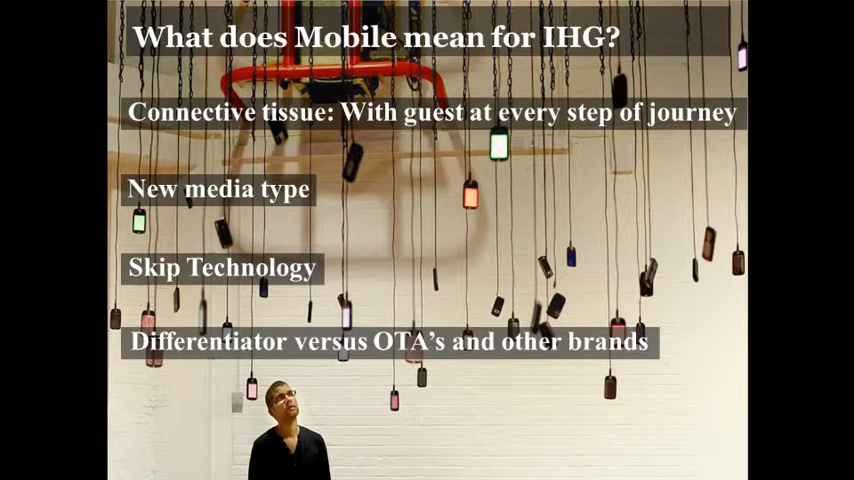 What does Mobile mean for IHG?
Connective tissue: With guest at every step of journey
New media type
Skip Technology
Differentiator versus OTA's and other brands